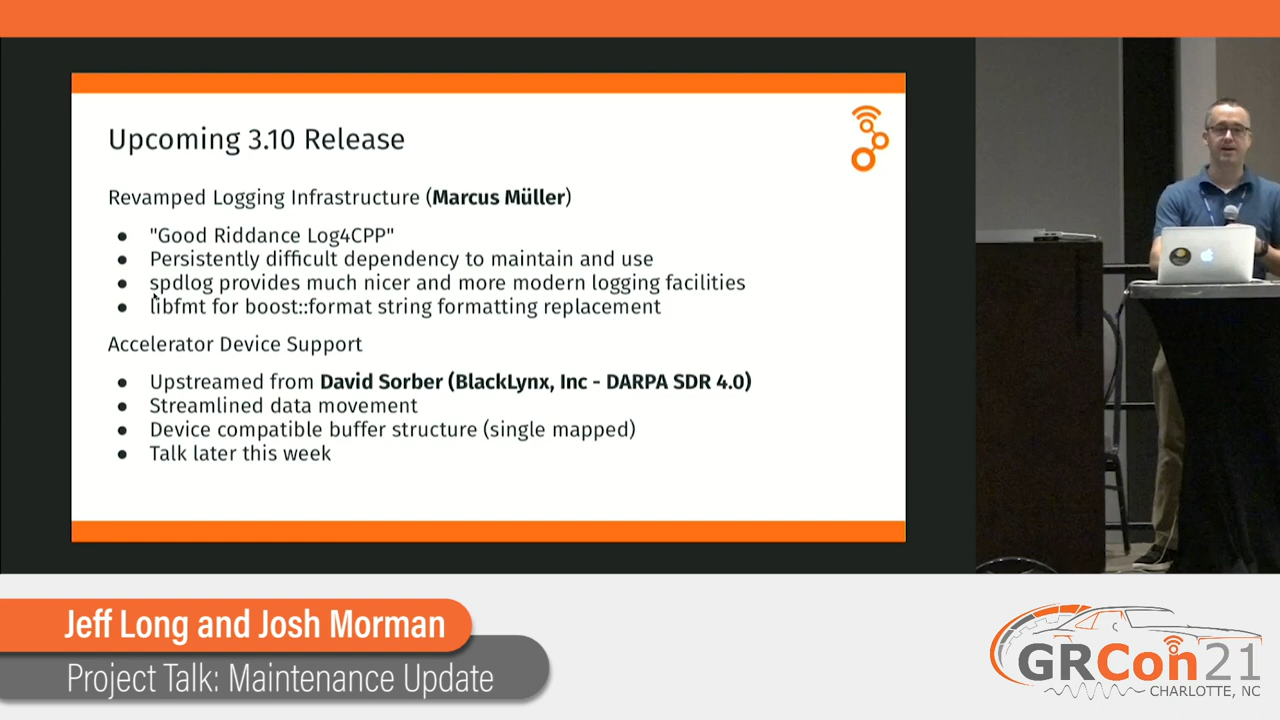 Upcoming 3.10 Release
Revamped Logging Infrastructure (Marcus Müller)
● "Good Riddance Log4CPP"
● Persistently difficult dependency to maintain and use
● spdlog provides much nicer and more modern logging facilities
● libfmt for boost::format string formatting replacement
Accelerator Device Support
● Upstreamed from David Sorber (BlackLynx, Inc - DARPA SDR 4.0)
● Streamlined data movement
● Device compatible buffer structure (single mapped)
● Talk later this week
Jeff Long and Josh Morman
Project Talk: Maintenance Update
GRCon21
CHARLOTTE, NC